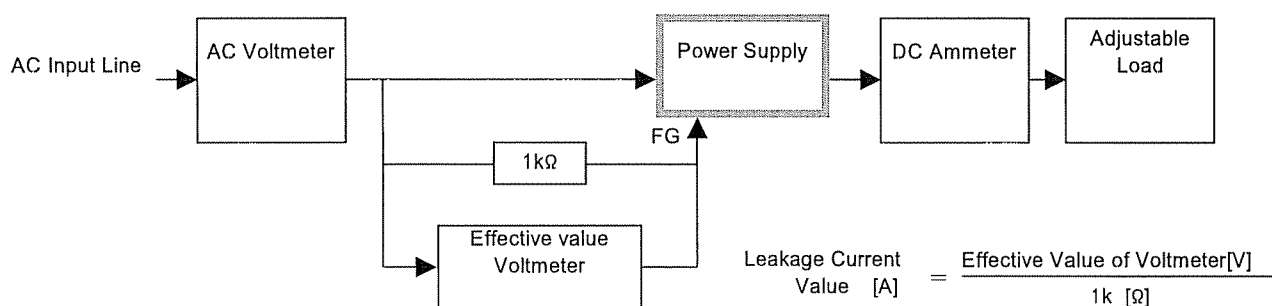 AC Input Line
AC Voltmeter
Power Supply
DC Ammeter
Adjustable
Load
FG
1kΩ
Effective value
Voltmeter
Leakage Current
Value [A]
=
Effective Value of Voltmeter[V]
1k [Ω]